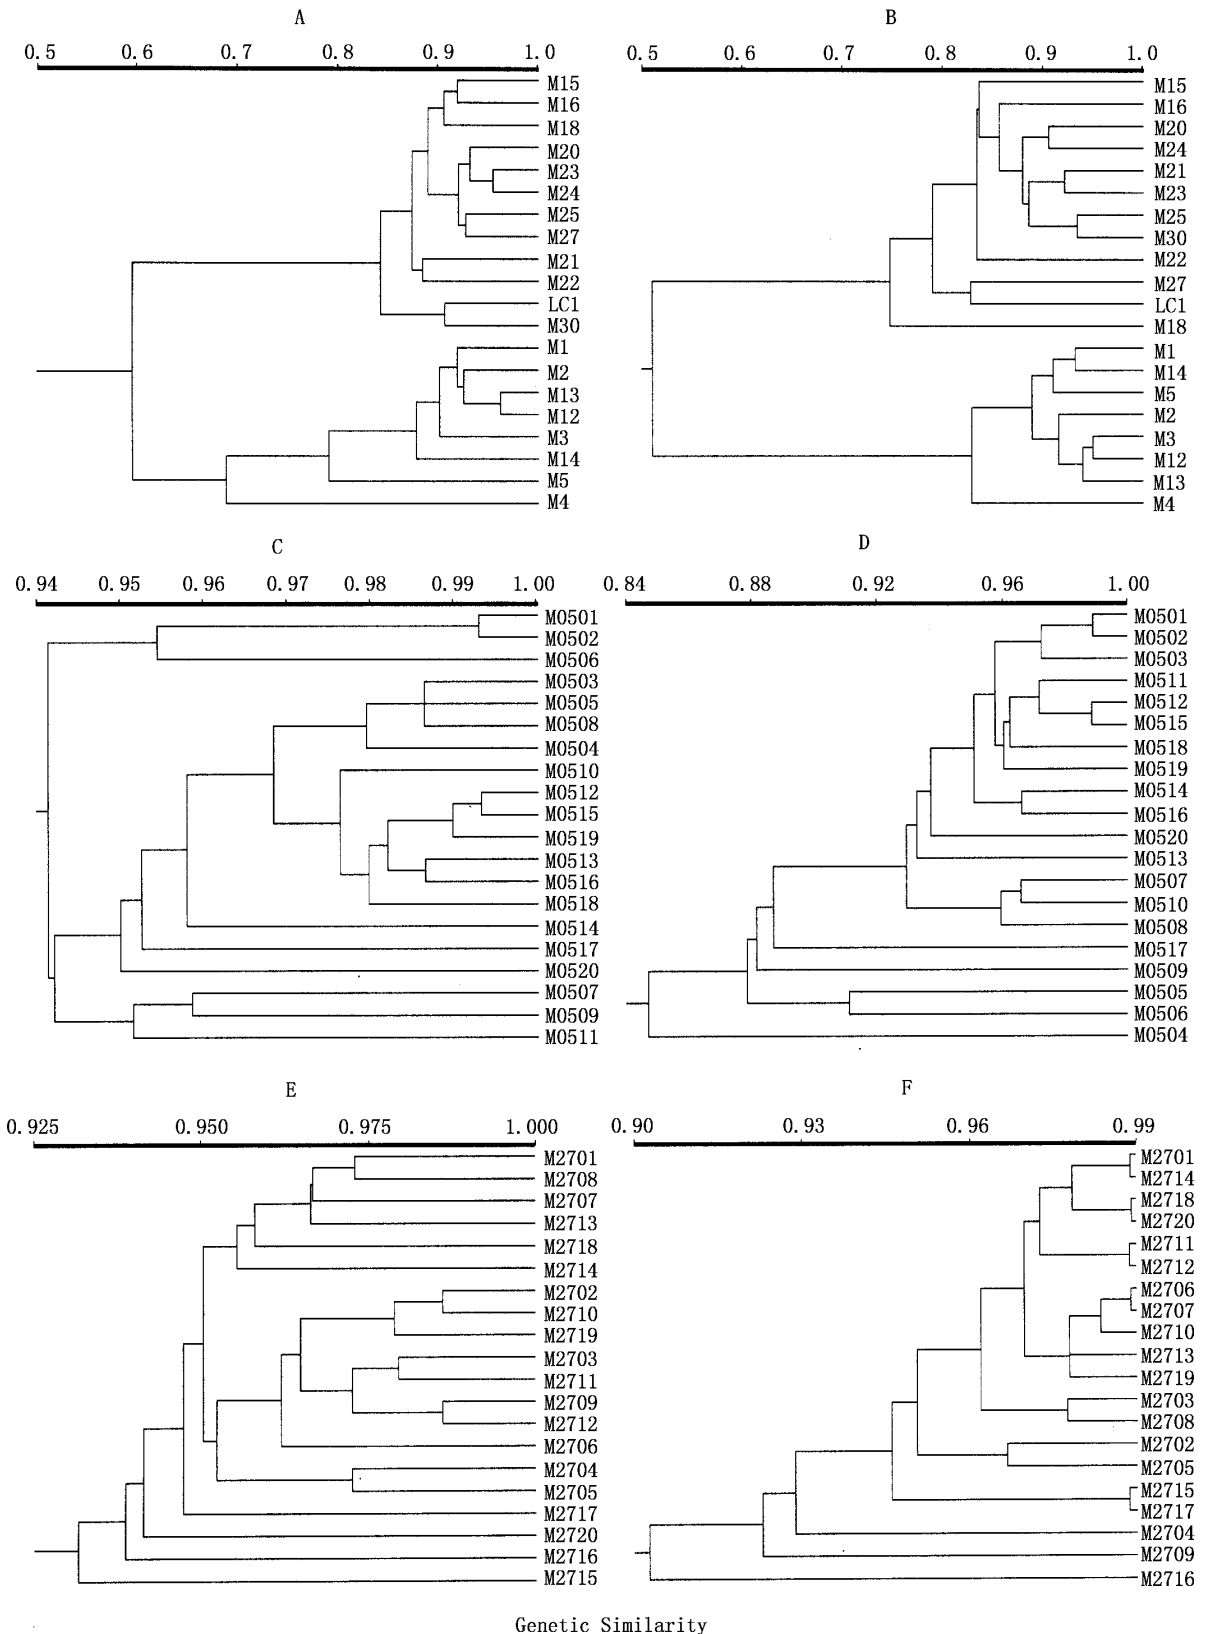 A
0.5 0.6 0.7 0.8 0.9 1.0
M15
M16
M18
M20
M23
M24
M25
M27
M21
M22
LC1
M30
M1
M2
M13
M12
M3
M14
M5
M4
B
0.5 0.6 0.7 0.8 0.9 1.0
M15
M16
M20
M24
M21
M23
M25
M30
M22
M27
LC1
M18
M1
M14
M5
M2
M3
M12
M13
M4
C
0.94 0.95 0.96 0.97 0.98 0.99 1.00
M0501
M0502
M0506
M0503
M0505
M0508
M0504
M0510
M0512
M0515
M0519
M0513
M0516
M0518
M0514
M0517
M0520
M0507
M0509
M0511
D
0.84 0.88 0.92 0.96 1.00
M0501
M0502
M0503
M0511
M0512
M0515
M0518
M0519
M0514
M0516
M0520
M0513
M0507
M0510
M0508
M0517
M0509
M0505
M0506
M0504
E
0.925 0.950 0.975 1.000
M2701
M2708
M2707
M2713
M2718
M2714
M2702
M2710
M2719
M2703
M2711
M2709
M2712
M2706
M2704
M2705
M2717
M2720
M2716
M2715
F
0.90 0.93 0.96 0.99
M2701
M2714
M2718
M2720
M2711
M2712
M2706
M2707
M2710
M2713
M2719
M2703
M2708
M2702
M2705
M2715
M2717
M2704
M2709
M2716
Genetic Similarity